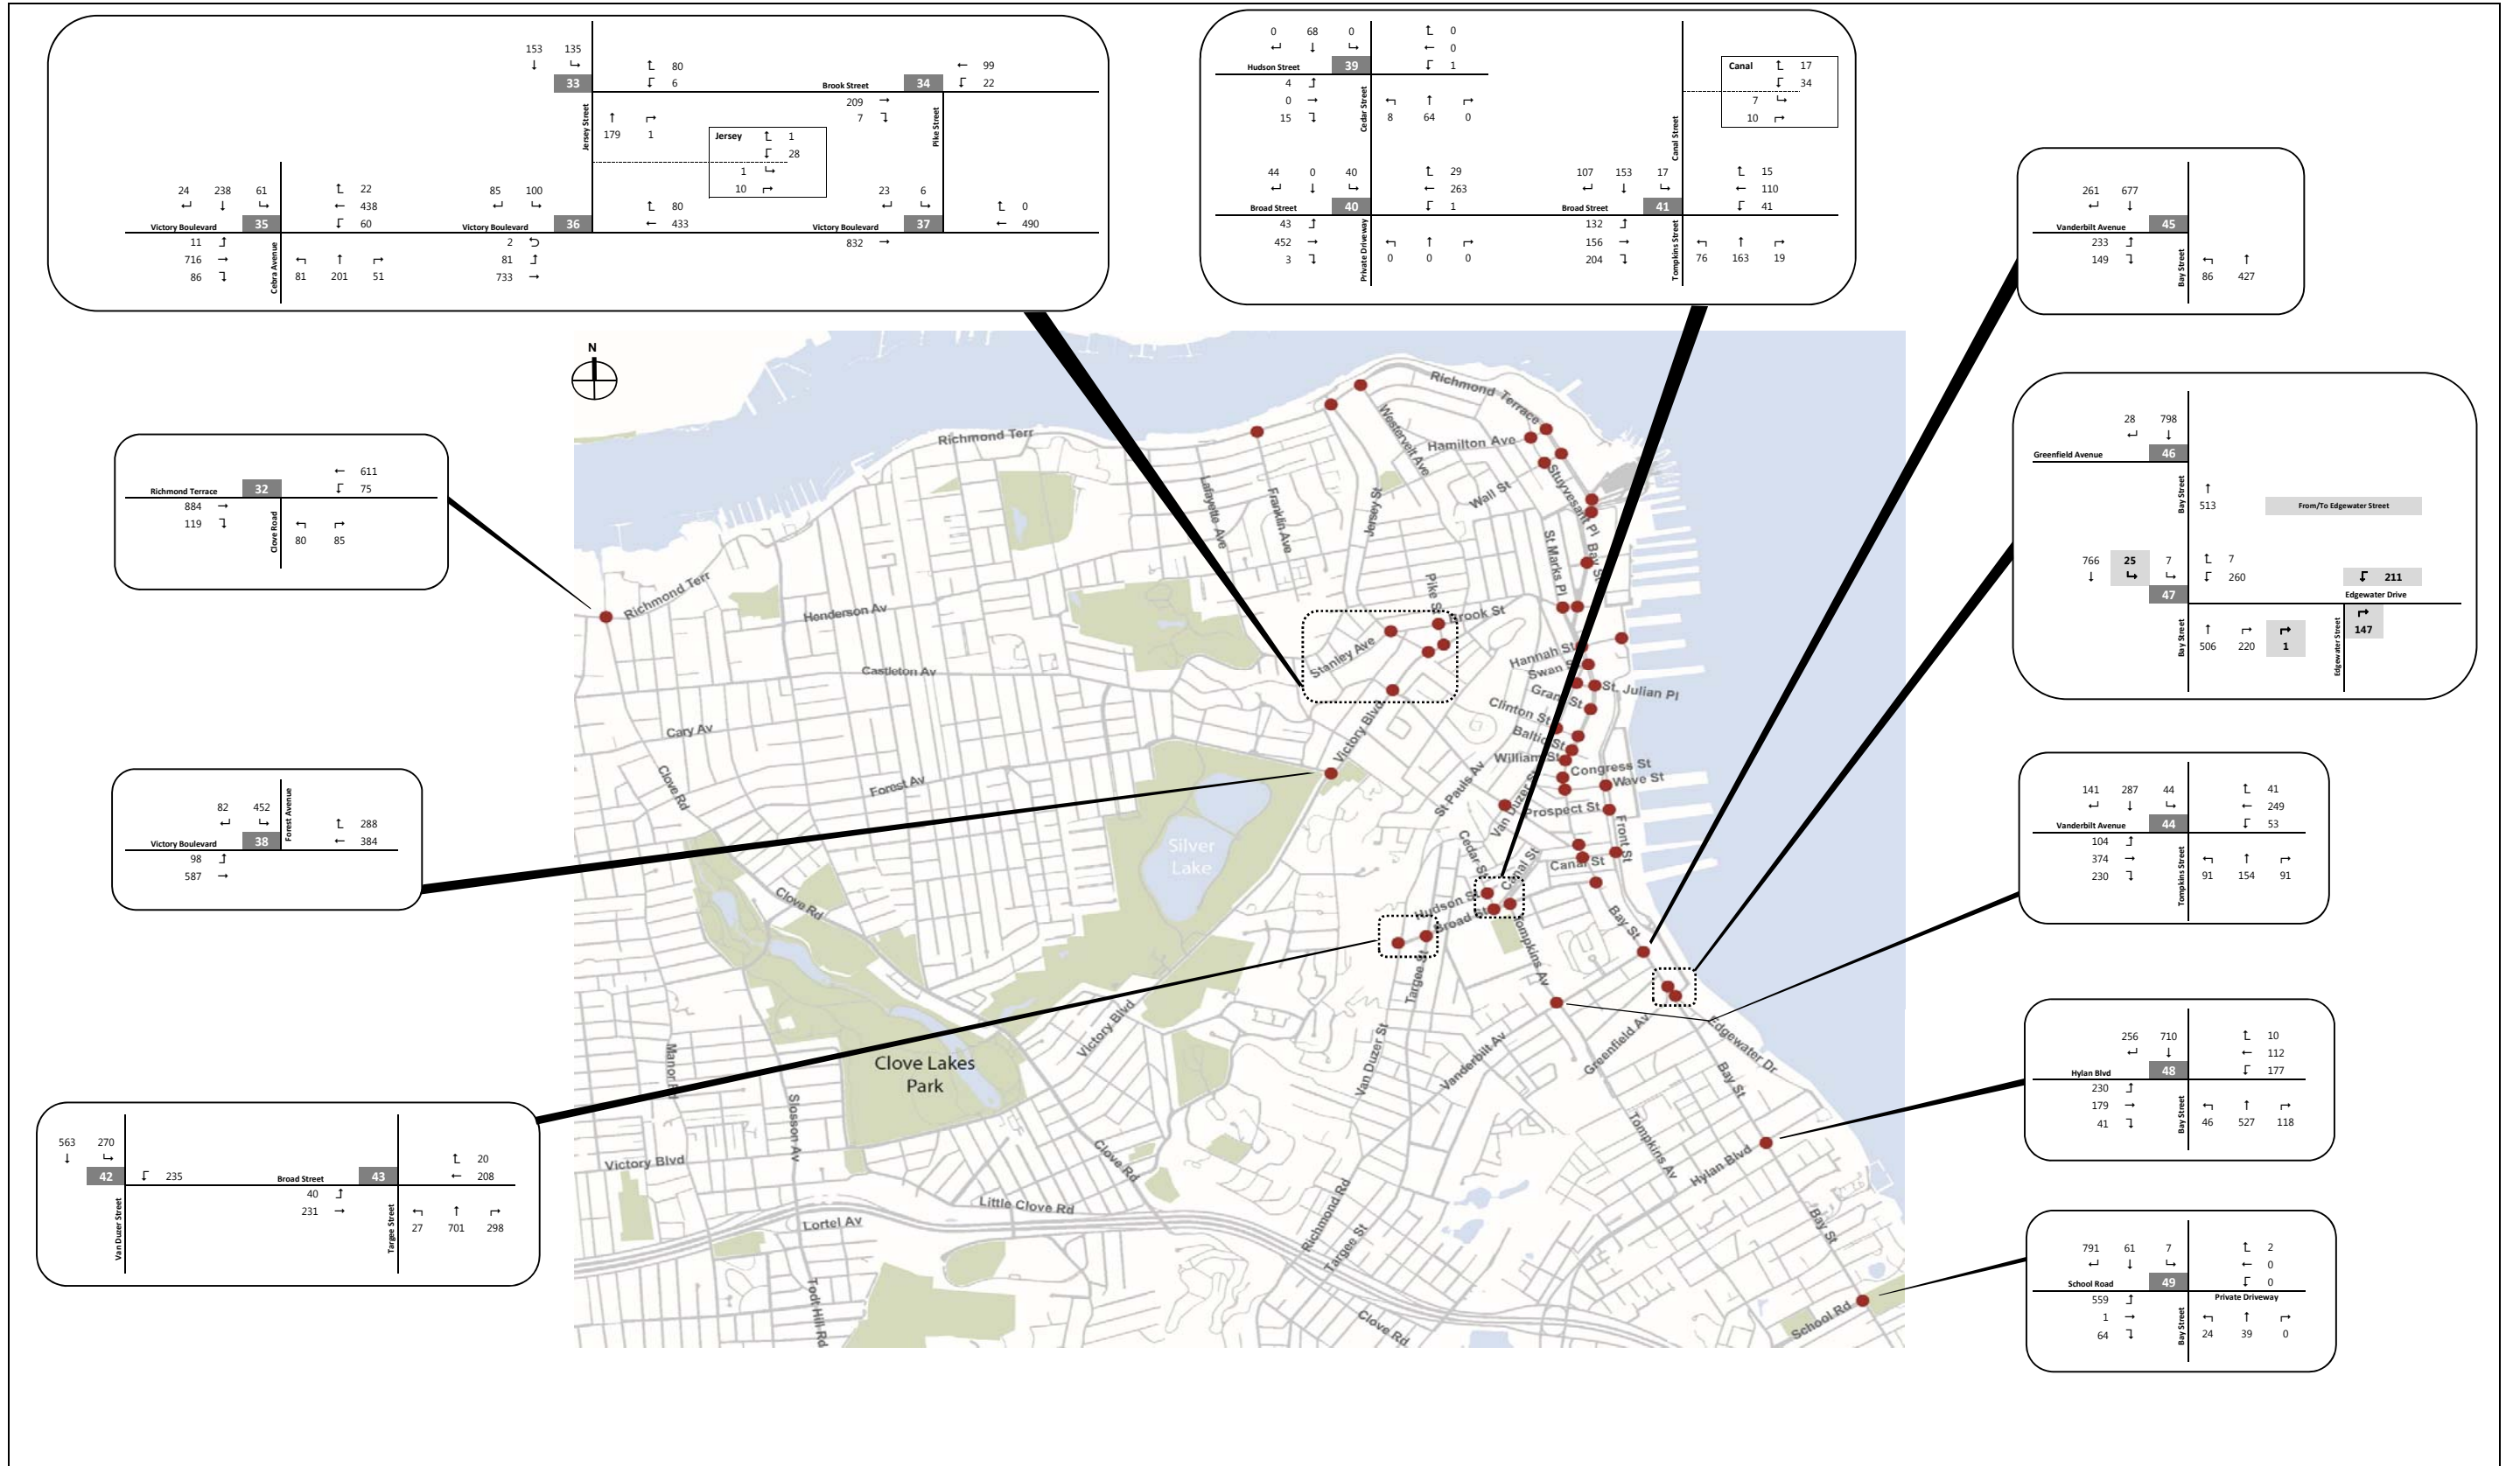 153 135
↓ ↳
33
↑ 80
↓ 6
Jersey Street
↑ ↱
179 1
Jersey ↑ 1
↓ 28
1 ↳
10 ↱
Brook Street 34
← 99
↓ 22
209 →
7 ↴
Pike Street
24 238 61
↵ ↓ ↳
Victory Boulevard 35
↑ 22
← 438
↓ 60
11 ↑
716 →
86 ↴
Cebra Avenue
↰ ↑ ↱
81 201 51
85 100
↵ ↳
Victory Boulevard 36
↑ 80
← 433
2 ⮌
81 ↑
733 →
23 6
↵ ↳
Victory Boulevard 37
↑ 0
← 490
832 →
0 68 0
↵ ↓ ↳
Hudson Street 39
↑ 0
← 0
↓ 1
4 ↑
0 →
15 ↴
Cedar Street
↰ ↑ ↱
8 64 0
Canal ↑ 17
↓ 34
7 ↳
10 ↱
Canal Street
44 0 40
↵ ↓ ↳
Broad Street 40
↑ 29
← 263
↓ 1
43 ↑
452 →
3 ↴
Private Driveway
↰ ↑ ↱
0 0 0
107 153 17
↵ ↓ ↳
Broad Street 41
↑ 15
← 110
↓ 41
132 ↑
156 →
204 ↴
Tompkins Street
↰ ↑ ↱
76 163 19
261 677
↵ ↓
Vanderbilt Avenue 45
233 ↑
149 ↴
Bay Street
↰ ↑
86 427
28 798
↵ ↓
Greenfield Avenue 46
Bay Street
↑
513
From/To Edgewater Street
766 25 7
↓ ↳ ↳
47
↑ 7
↓ 260
↓ 211
Edgewater Drive
Bay Street
↑ ↱ ↱
506 220 1
Edgewater Street
↱
147
Richmond Terrace 32
← 611
↓ 75
884 →
119 ↴
Clove Road
↰ ↱
80 85
82 452
↵ ↳
Forest Avenue
Victory Boulevard 38
↑ 288
← 384
98 ↑
587 →
141 287 44
↵ ↓ ↳
Vanderbilt Avenue 44
↑ 41
← 249
↓ 53
104 ↑
374 →
230 ↴
Tompkins Street
↰ ↑ ↱
91 154 91
256 710
↵ ↓
Hylan Blvd 48
↑ 10
← 112
↓ 177
230 ↑
179 →
41 ↴
Bay Street
↰ ↑ ↱
46 527 118
563 270
↓ ↳
42
↓ 235
Van Duzer Street
Broad Street 43
↑ 20
← 208
40 ↑
231 →
Targee Street
↰ ↑ ↱
27 701 298
791 61 7
↵ ↓ ↳
School Road 49
↑ 2
← 0
↓ 0
Private Driveway
559 ↑
1 →
64 ↴
Bay Street
↰ ↑ ↱
24 39 0
N
Richmond Terrace
Richmond Terr
Westervelt Ave
Hamilton Ave
Lafayette Ave
Franklin Ave
Jersey St
Wall St
Stuyvesant Pl
St Marks Pl
Bay St
Richmond Terr
Henderson Av
Pike St
Brook St
Stanley Ave
Castleton Av
Hannah St
Swan St
St. Julian Pl
Grant St
Clinton St
Baltic St
William St
Congress St
Wave St
Cary Av
Victory Blvd
Forest Av
Clove Rd
St Pauls Av
Van Duzer St
Prospect St
Front St
Silver
Lake
Cedar St
Canal St
Canal St
Clove Rd
Hudson St
Broad St
Tompkins Av
Bay St
Targee St
Victory Blvd
Van Duzer St
Vanderbilt Av
Greenfield Av
Edgewater Dr
Manor Rd
Clove Lakes
Park
Slosson Av
Bay St
Tompkins Av
Hylan Blvd
Victory Blvd
Clove Rd
Little Clove Rd
Lortel Av
Richmond Rd
Targee St
Bay St
Todt Hill Rd
Clove Rd
School Rd